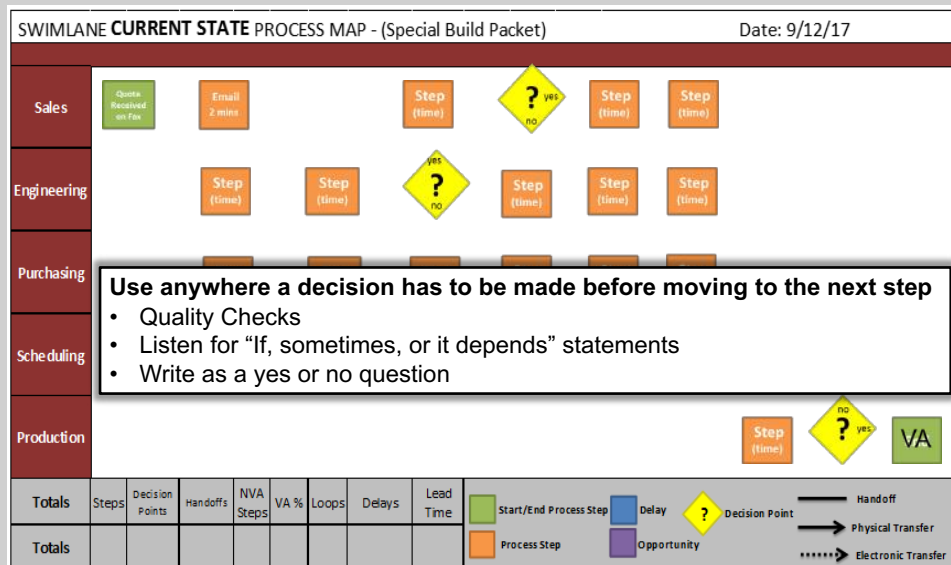 SWIMLANE CURRENT STATE PROCESS MAP - (Special Build Packet) Date: 9/12/17
Sales
Quote
Received
on Fax
Email
2 mins
Step
(time)
? yes
no
Step
(time)
Step
(time)
Engineering
Step
(time)
Step
(time)
yes
?
no
Step
(time)
Step
(time)
Step
(time)
Purchasing
Use anywhere a decision has to be made before moving to the next step
• Quality Checks
• Listen for “If, sometimes, or it depends” statements
• Write as a yes or no question
Scheduling
Production
Step
(time)
no
? yes
VA
Totals
Steps
Decision
Points
Handoffs
NVA
Steps
VA %
Loops
Delays
Lead
Time
Totals
Start/End Process Step
Delay
? Decision Point
Handoff
Physical Transfer
Process Step
Opportunity
Electronic Transfer